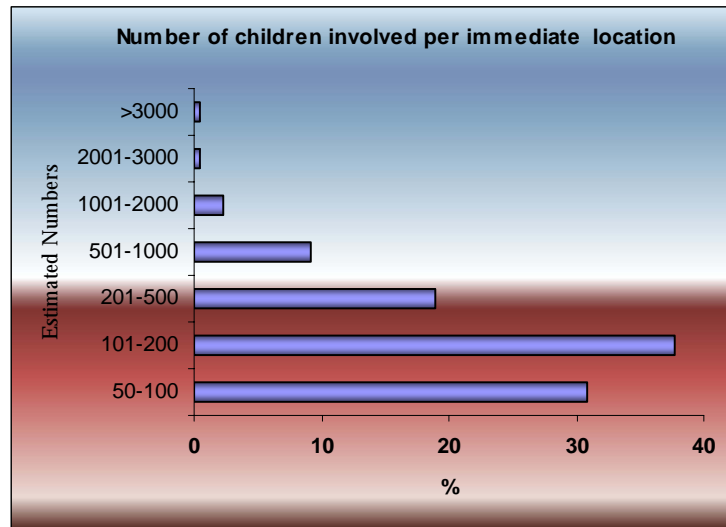 Number of children involved per immediate location
>3000
2001-3000
1001-2000
501-1000
201-500
101-200
50-100
Estimated Numbers
0 10 20 30 40
%